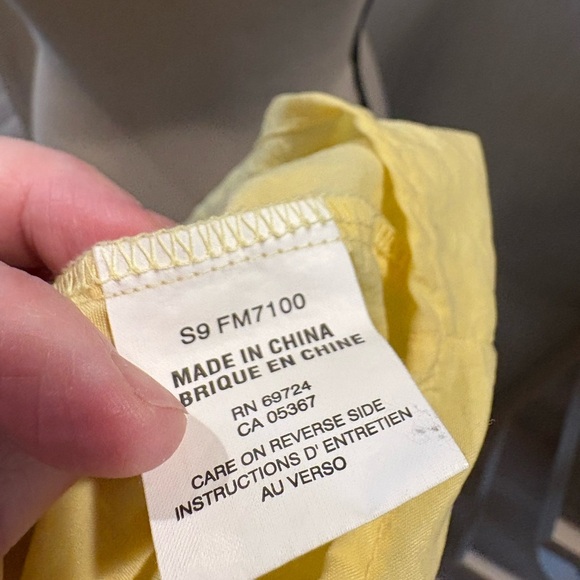 S9 FM7100
MADE IN CHINA
BRIQUE EN CHINE
RN 69724
CA 05367
CARE ON REVERSE SIDE
INSTRUCTIONS D' ENTRETIEN
AU VERSO